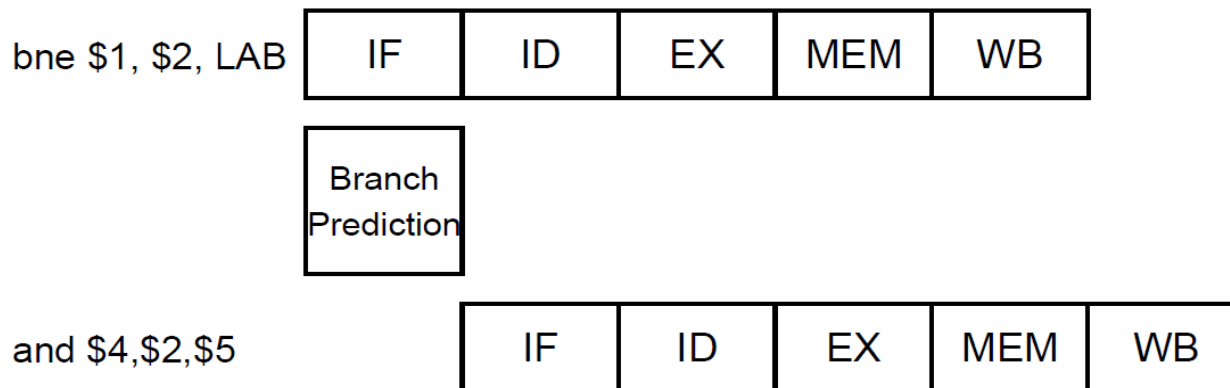 bne $1, $2, LAB IF ID EX MEM WB
Branch
Prediction
and $4,$2,$5 IF ID EX MEM WB